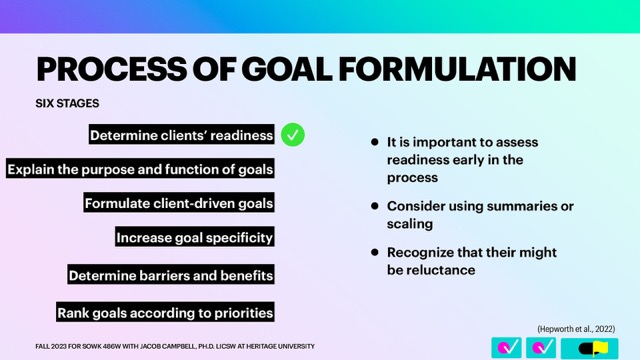 PROCESS OF GOAL FORMULATION
SIX STAGES
Determine clients' readiness
Explain the purpose and function of goals
Formulate client-driven goals
Increase goal specificity
Determine barriers and benefits
Rank goals according to priorities
• It is important to assess
readiness early in the
process
• Consider using summaries or
scaling
• Recognize that their might
be reluctance
(Hepworth et al., 2022)
FALL 2023 FOR SOWK 486W WITH JACOB CAMPBELL, PH.D. LICSW AT HERITAGE UNIVERSITY